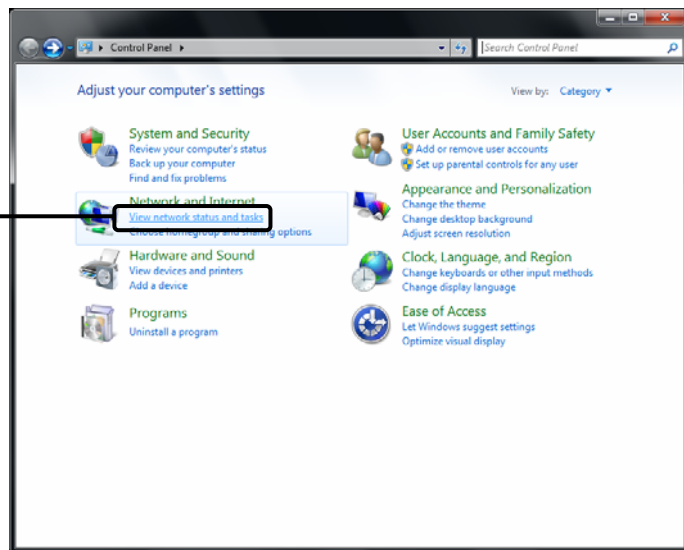 Control Panel
Search Control Panel
Adjust your computer's settings
View by: Category
System and Security
Review your computer's status
Back up your computer
Find and fix problems
Network and Internet
View network status and tasks
Choose homegroup and sharing options
Hardware and Sound
View devices and printers
Add a device
Programs
Uninstall a program
User Accounts and Family Safety
Add or remove user accounts
Set up parental controls for any user
Appearance and Personalization
Change the theme
Change desktop background
Adjust screen resolution
Clock, Language, and Region
Change keyboards or other input methods
Change display language
Ease of Access
Let Windows suggest settings
Optimize visual display